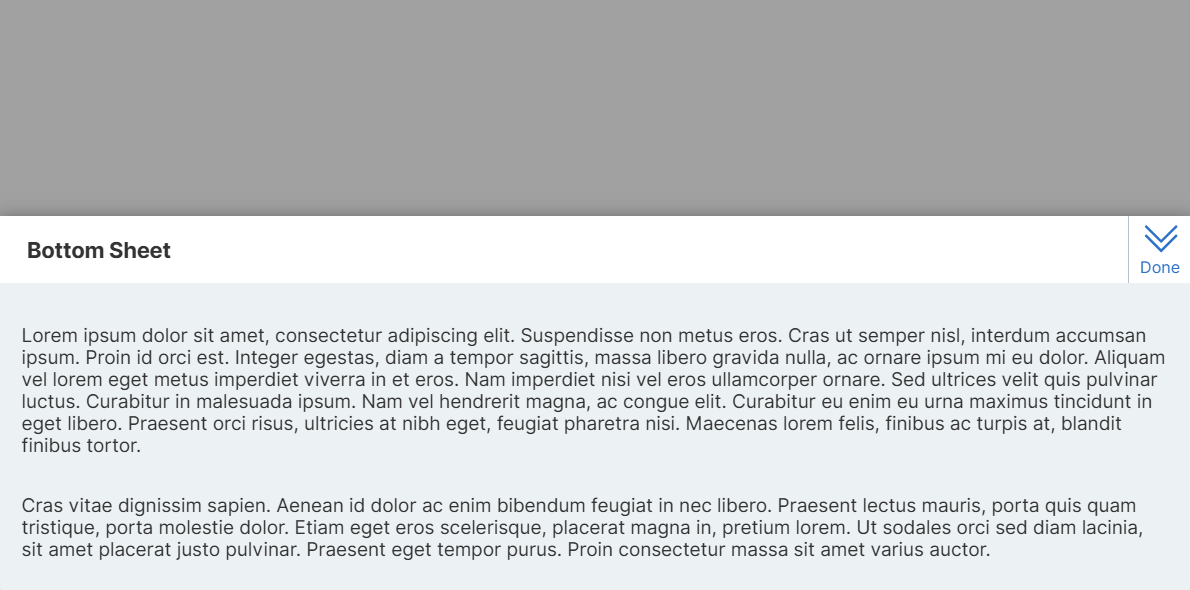 Bottom Sheet
Done
Lorem ipsum dolor sit amet, consectetur adipiscing elit. Suspendisse non metus eros. Cras ut semper nisl, interdum accumsan
ipsum. Proin id orci est. Integer egestas, diam a tempor sagittis, massa libero gravida nulla, ac ornare ipsum mi eu dolor. Aliquam
vel lorem eget metus imperdiet viverra in et eros. Nam imperdiet nisi vel eros ullamcorper ornare. Sed ultrices velit quis pulvinar
luctus. Curabitur in malesuada ipsum. Nam vel hendrerit magna, ac congue elit. Curabitur eu enim eu urna maximus tincidunt in
eget libero. Praesent orci risus, ultricies at nibh eget, feugiat pharetra nisi. Maecenas lorem felis, finibus ac turpis at, blandit
finibus tortor.
Cras vitae dignissim sapien. Aenean id dolor ac enim bibendum feugiat in nec libero. Praesent lectus mauris, porta quis quam
tristique, porta molestie dolor. Etiam eget eros scelerisque, placerat magna in, pretium lorem. Ut sodales orci sed diam lacinia,
sit amet placerat justo pulvinar. Praesent eget tempor purus. Proin consectetur massa sit amet varius auctor.